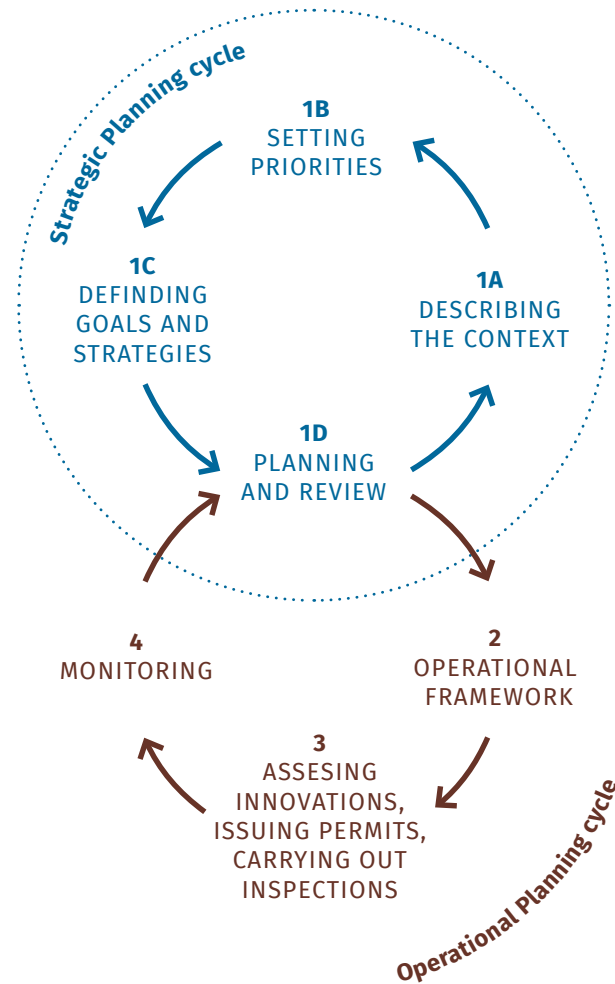 Strategic Planning cycle
1B
SETTING
PRIORITIES
1C
DEFINDING
GOALS AND
STRATEGIES
1A
DESCRIBING
THE CONTEXT
1D
PLANNING
AND REVIEW
4
MONITORING
2
OPERATIONAL
FRAMEWORK
3
ASSESING
INNOVATIONS,
ISSUING PERMITS,
CARRYING OUT
INSPECTIONS
Operational Planning cycle